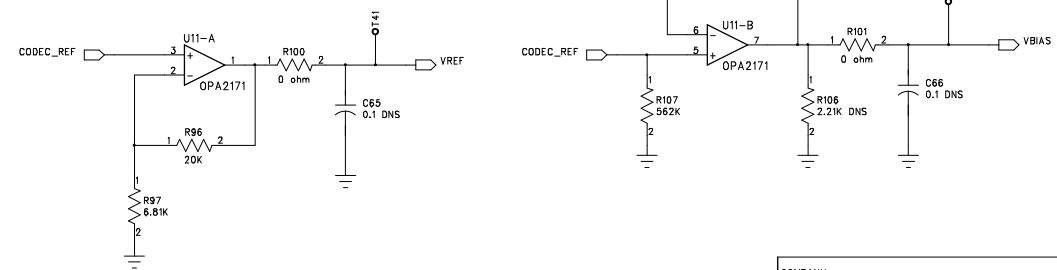 T41
U11-A
CODEC_REF
3
2
1
OPA2171
R100
1
2
0 ohm
VREF
C65
0.1 DNS
R96
1
2
20K
1
R97
6.81K
2
U11-B
CODEC_REF
6
5
7
OPA2171
R101
1
2
0 ohm
VBIAS
1
R107
562K
2
1
R106
2.21K DNS
2
C66
0.1 DNS